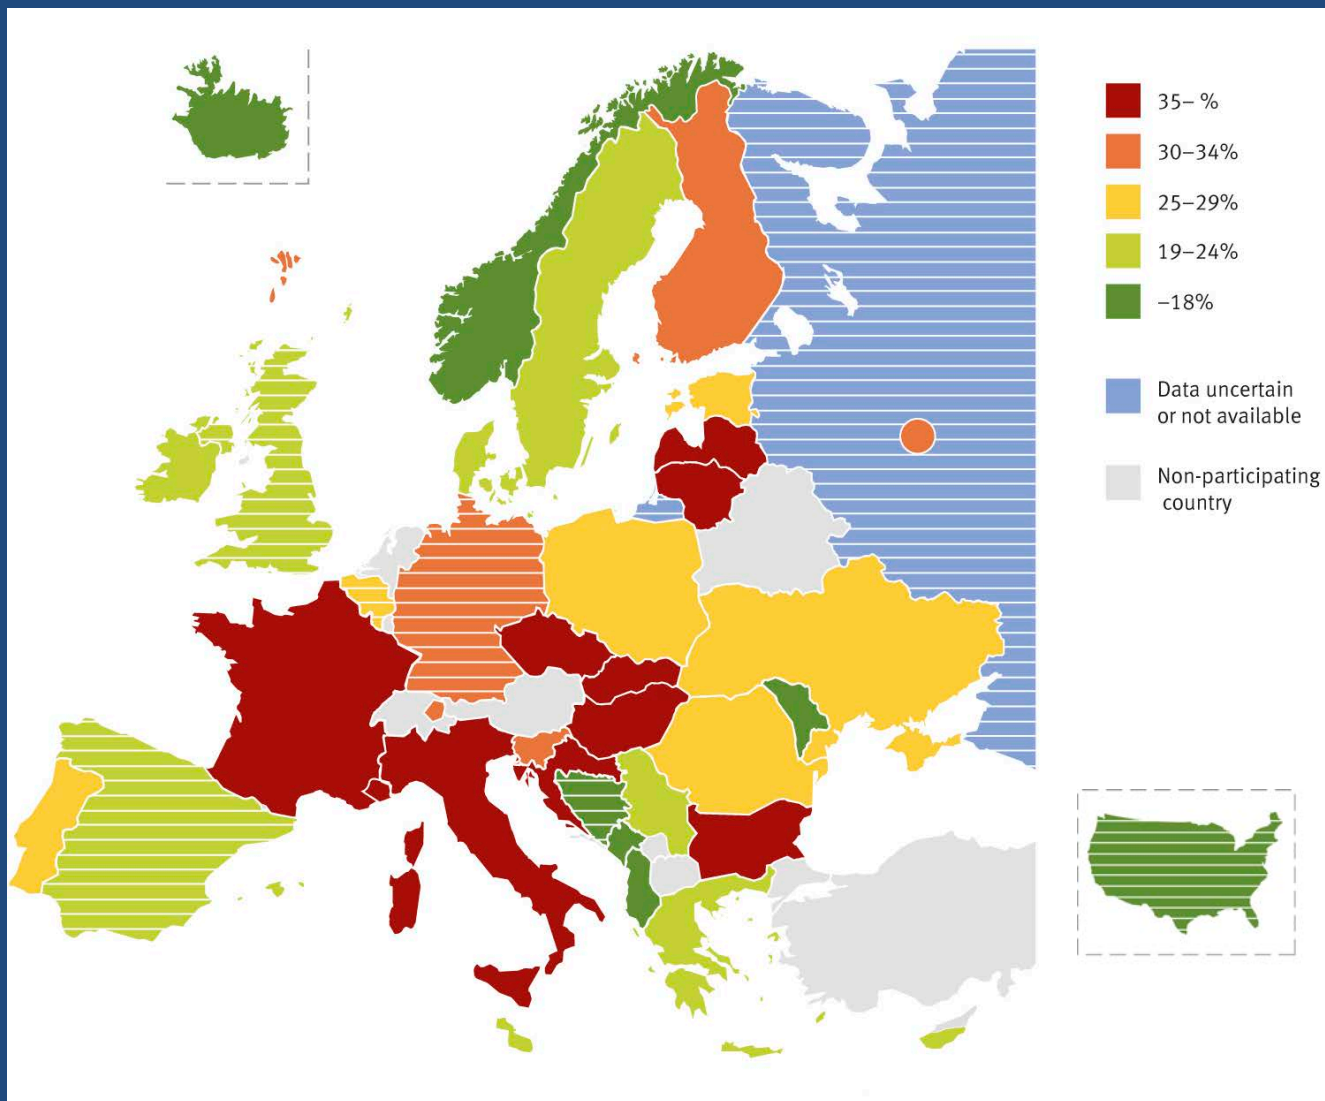 35– %
30–34%
25–29%
19–24%
–18%
Data uncertain
or not available
Non-participating
country